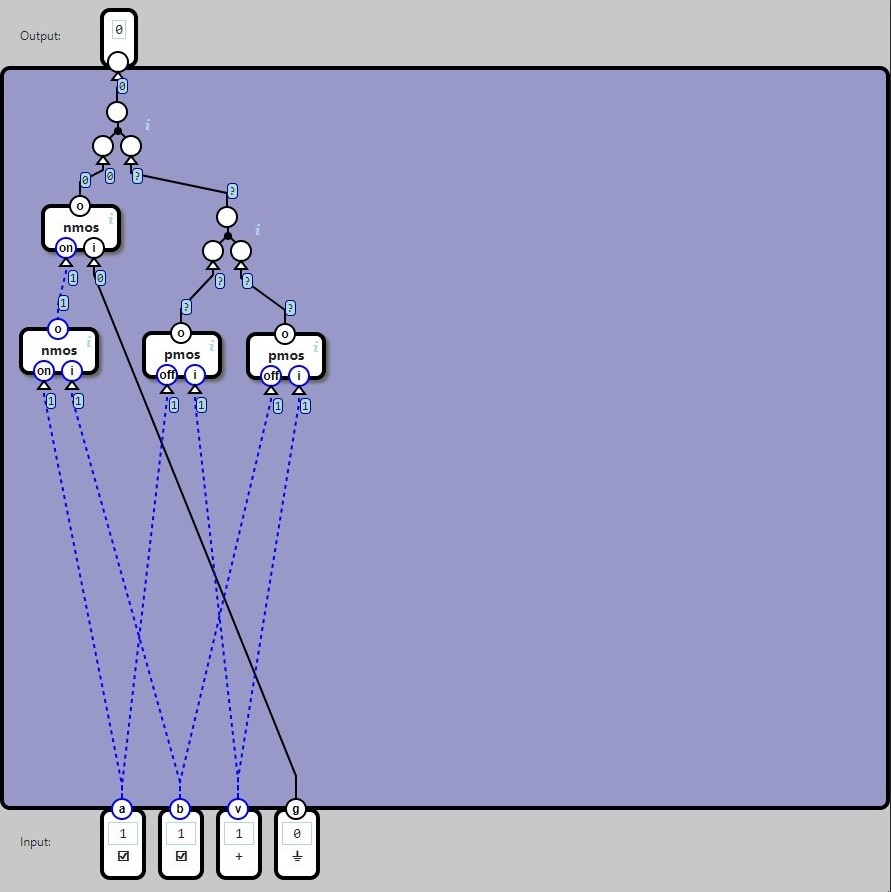 Output:
0
0
i
0 0 ?
?
o
i
nmos
on i
i
1 0 ? ?
1 ? ?
o o o
i
nmos
on i
i
pmos
off i
i
pmos
off i
1 1 1 1 1 1
a b v g
Input:
1 1 1 0
☑ ☑ + ⏚